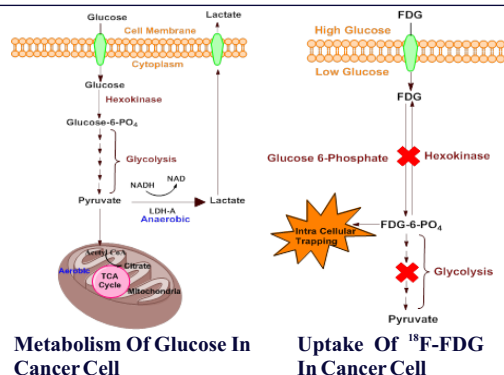 Glucose
Lactate
Cell Membrane
Cytoplasm
Glucose
Hexokinase
Glucose-6-PO4
Glycolysis
NADH
NAD
Pyruvate
Lactate
LDH-A
Anaerobic
Acetyl-CoA
Aerobic
Citrate
TCA
Cycle
Mitochondria
Metabolism Of Glucose In
Cancer Cell
FDG
High Glucose
Low Glucose
FDG
Glucose 6-Phosphate
Hexokinase
Intra Cellular
Trapping
FDG-6-PO4
Glycolysis
Pyruvate
Uptake Of 18F-FDG
In Cancer Cell